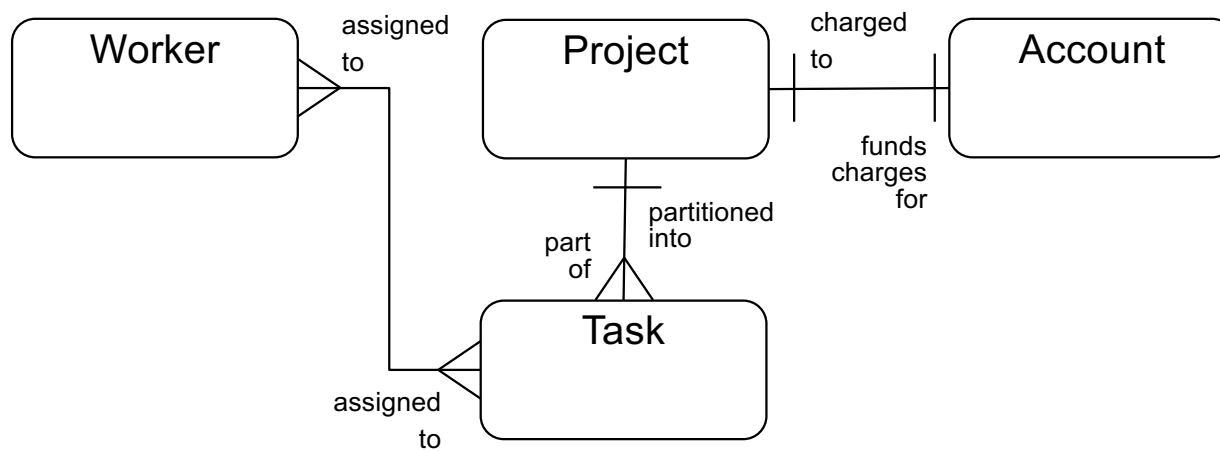 Worker
assigned
to
Project
charged
to
Account
funds
charges
for
partitioned
into
part
of
Task
assigned
to